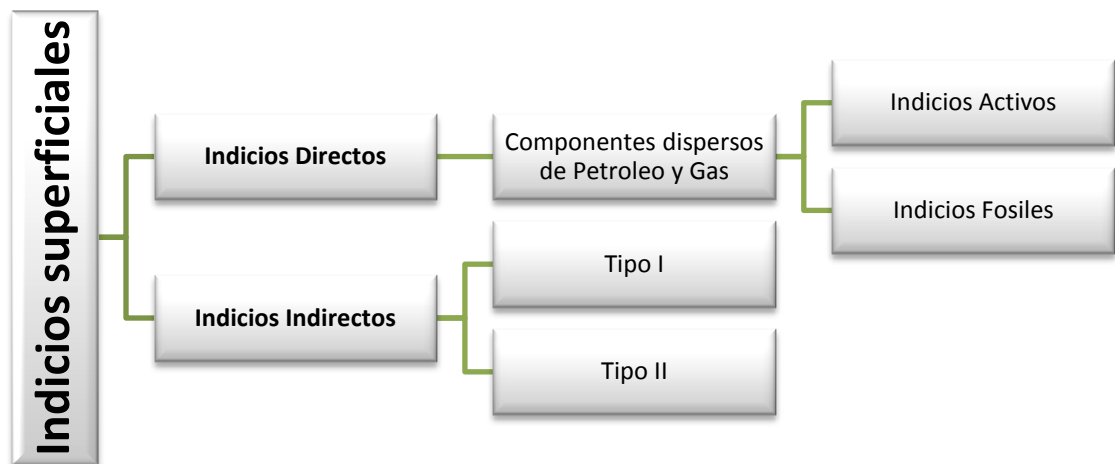 Indicios superficiales
Indicios Directos
Componentes dispersos
de Petroleo y Gas
Indicios Activos
Indicios Fosiles
Indicios Indirectos
Tipo I
Tipo II